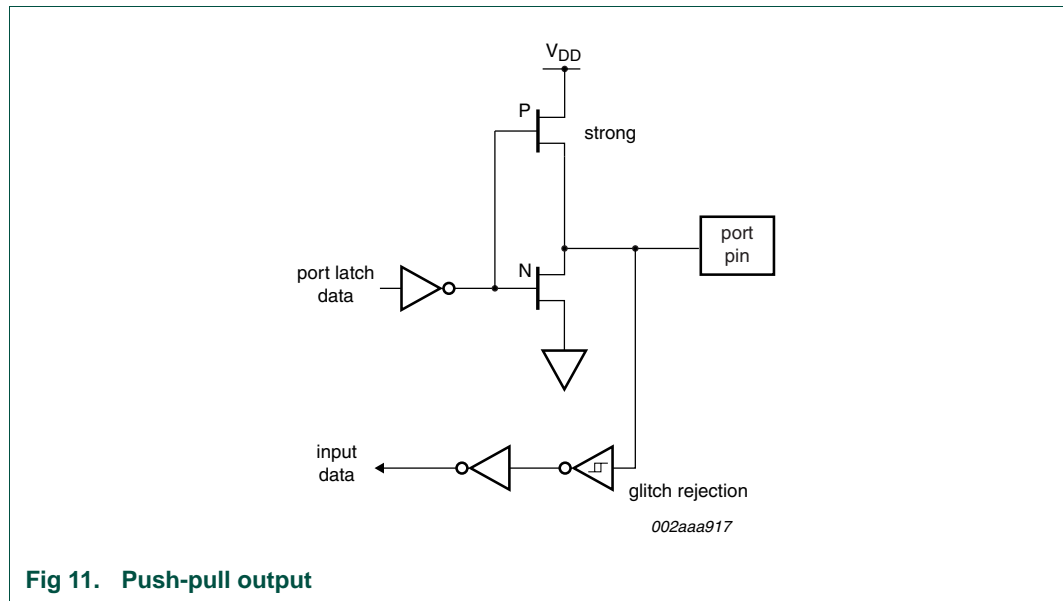 VDD
P
strong
port
pin
N
port latch
data
input
data
glitch rejection
002aaa917
Fig 11. Push-pull output